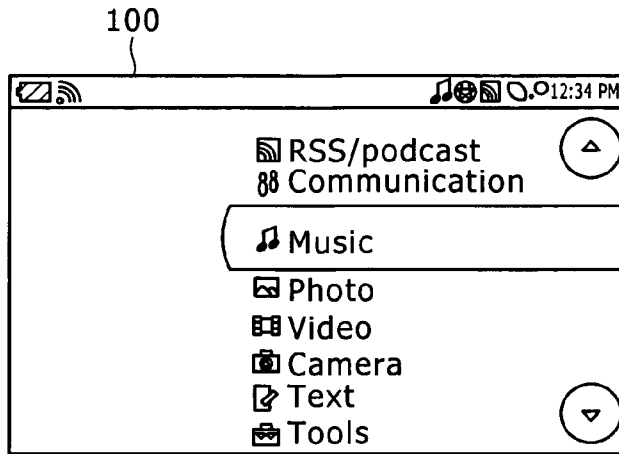 100
12:34 PM
RSS/podcast
Communication
Music
Photo
Video
Camera
Text
Tools